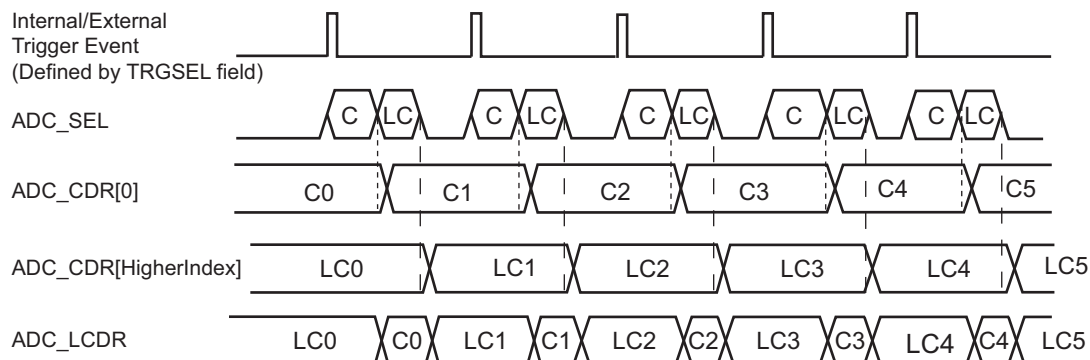 Internal/External
Trigger Event
(Defined by TRGSEL field)
ADC_SEL C LC C LC C LC C LC C LC
ADC_CDR[0] C0 C1 C2 C3 C4 C5
ADC_CDR[HigherIndex] LC0 LC1 LC2 LC3 LC4 LC5
ADC_LCDR LC0 C0 LC1 C1 LC2 C2 LC3 C3 LC4 C4 LC5